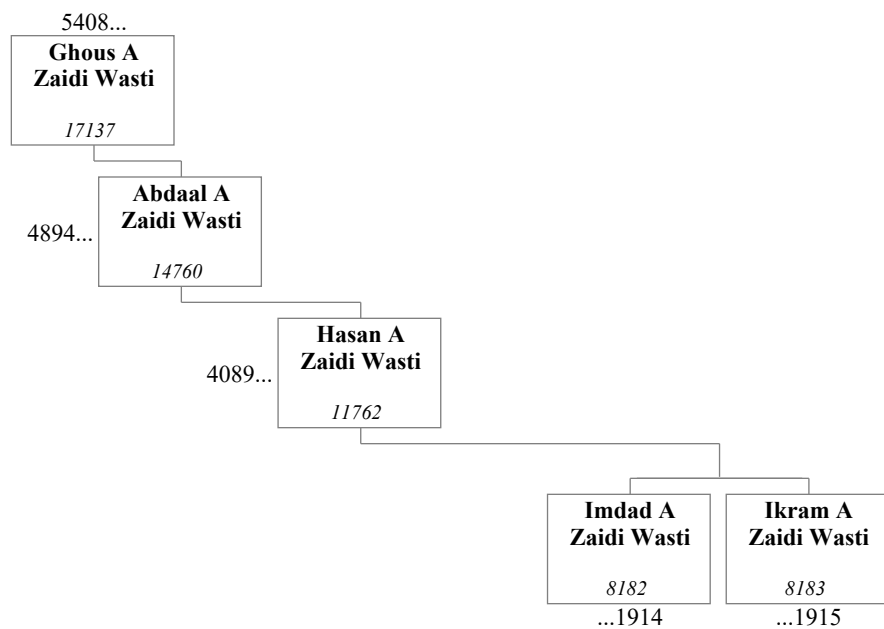 5408...
Ghous A
Zaidi Wasti
17137
Abdaal A
Zaidi Wasti
4894...
14760
Hasan A
Zaidi Wasti
4089...
11762
Imdad A
Zaidi Wasti
8182
...1914
Ikram A
Zaidi Wasti
8183
...1915